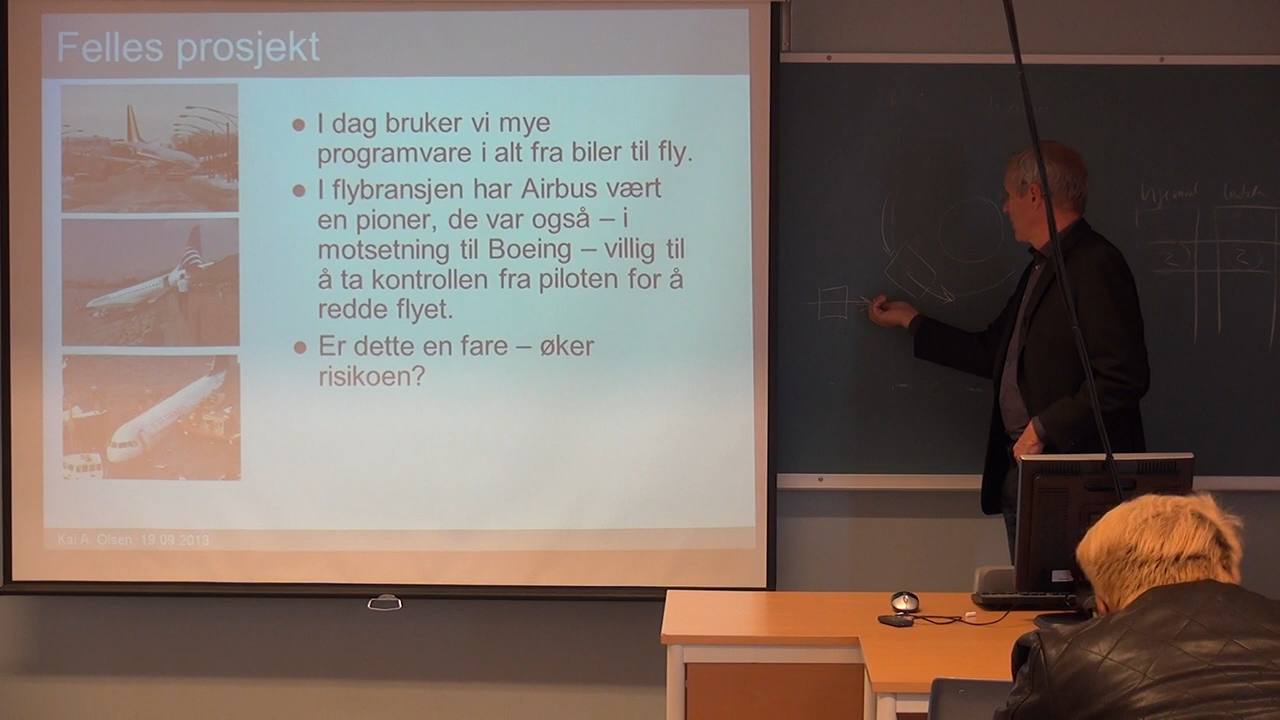 Felles prosjekt
● I dag bruker vi mye
programvare i alt fra biler til fly.
● I flybransjen har Airbus vært
en pioner, de var også – i
motsetning til Boeing – villig til
å ta kontrollen fra piloten for å
redde flyet.
● Er dette en fare – øker
risikoen?
Kai A. Olsen, 19.09.2013